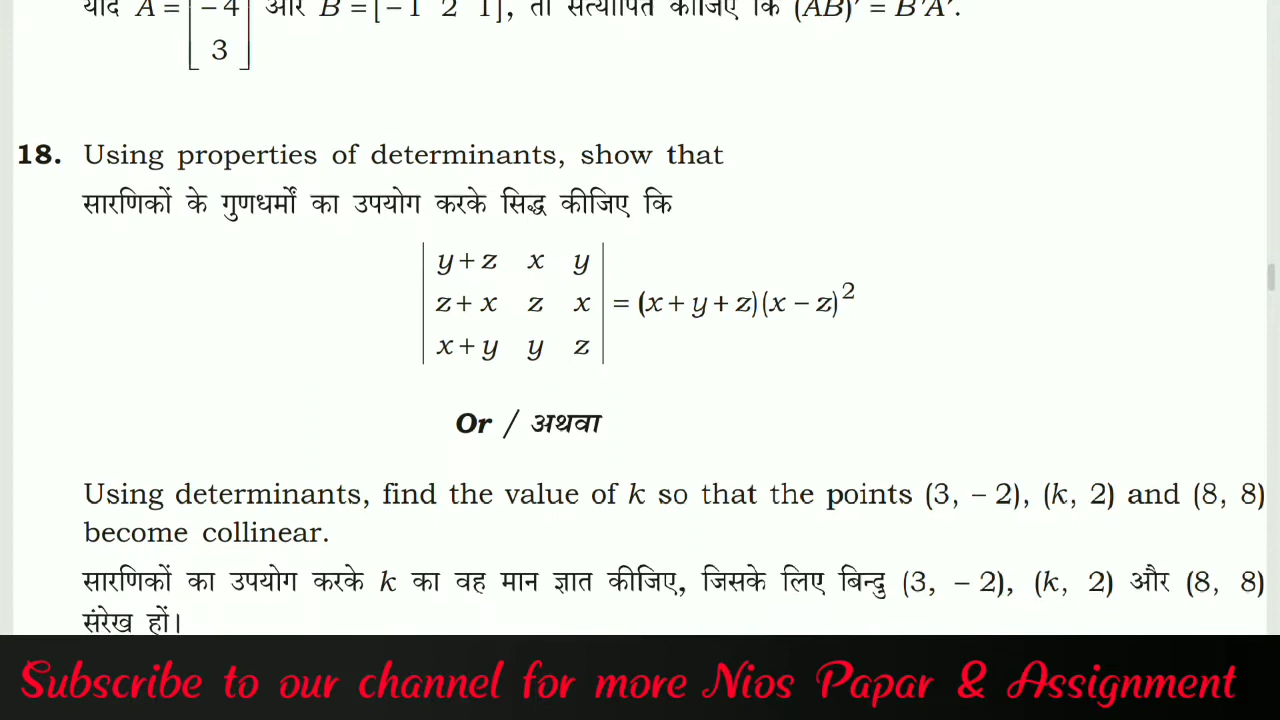 यदि A = [ -4 ] और B = [-1 2 1], तो सत्यापित कीजिए कि (AB)′ = B′A′.
3
18. Using properties of determinants, show that
सारणिकों के गुणधर्मों का उपयोग करके सिद्ध कीजिए कि
| y+z x y |
| z+x z x | = (x+y+z)(x−z)²
| x+y y z |
Or / अथवा
Using determinants, find the value of k so that the points (3, −2), (k, 2) and (8, 8)
become collinear.
सारणिकों का उपयोग करके k का वह मान ज्ञात कीजिए, जिसके लिए बिन्दु (3, −2), (k, 2) और (8, 8)
संरेख हों।
Subscribe to our channel for more Nios Papar & Assignment